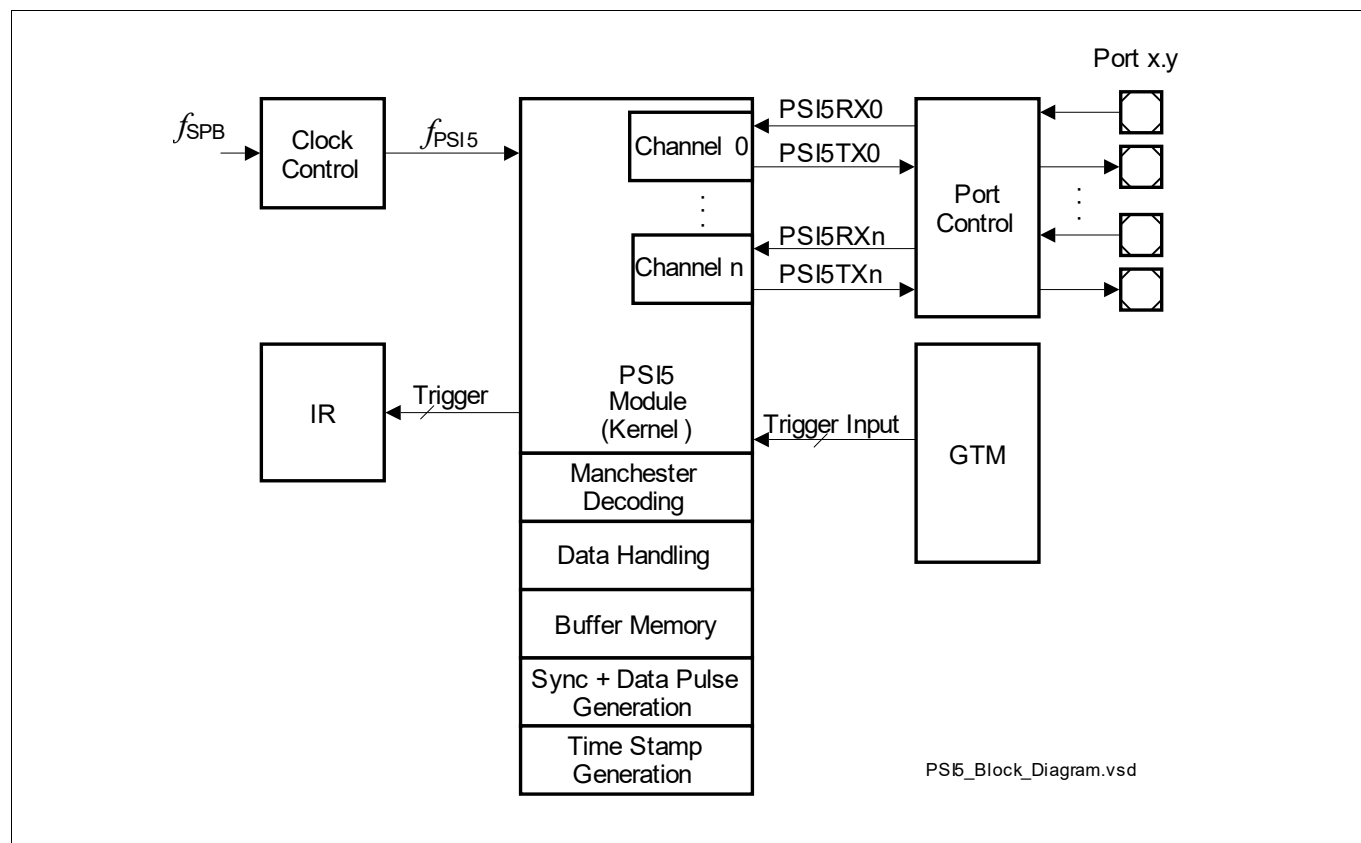 Port x.y
fSPB
Clock
Control
fPSI5
Channel 0
PSI5RX0
PSI5TX0
Port
Control
Channel n
PSI5RXn
PSI5TXn
IR
Trigger
PSI5
Module
(Kernel)
Trigger Input
GTM
Manchester
Decoding
Data Handling
Buffer Memory
Sync + Data Pulse
Generation
Time Stamp
Generation
PSI5_Block_Diagram.vsd